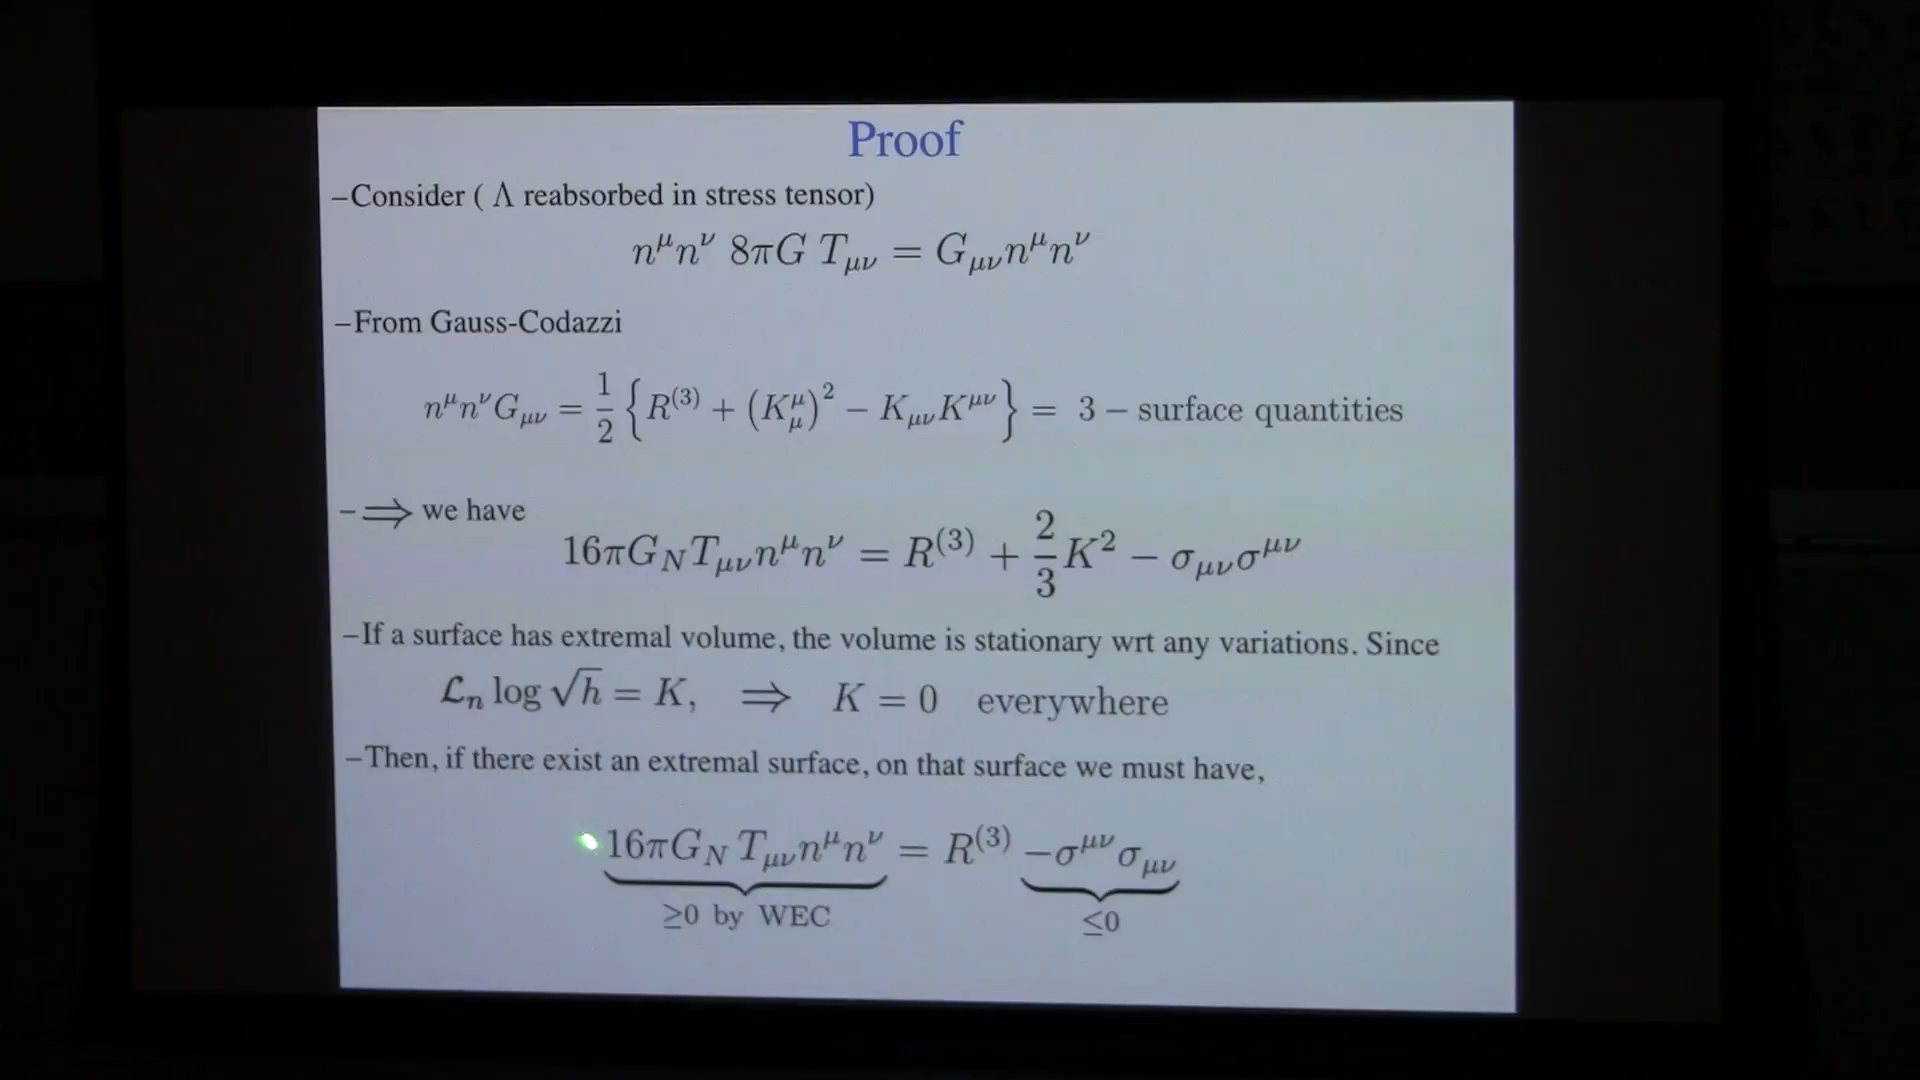 Proof
–Consider ( Λ reabsorbed in stress tensor)
n^μ n^ν 8πG T_μν = G_μν n^μ n^ν
–From Gauss-Codazzi
n^μ n^ν G_μν = 1/2 { R^(3) + (K^μ_μ)^2 − K_μν K^μν } = 3 − surface quantities
– ⟹ we have
16πG_N T_μν n^μ n^ν = R^(3) + 2/3 K^2 − σ_μν σ^μν
–If a surface has extremal volume, the volume is stationary wrt any variations. Since
ℒ_n log √h = K, ⟹ K = 0 everywhere
–Then, if there exist an extremal surface, on that surface we must have,
16πG_N T_μν n^μ n^ν = R^(3) −σ^μν σ_μν
≥0 by WEC ≤0